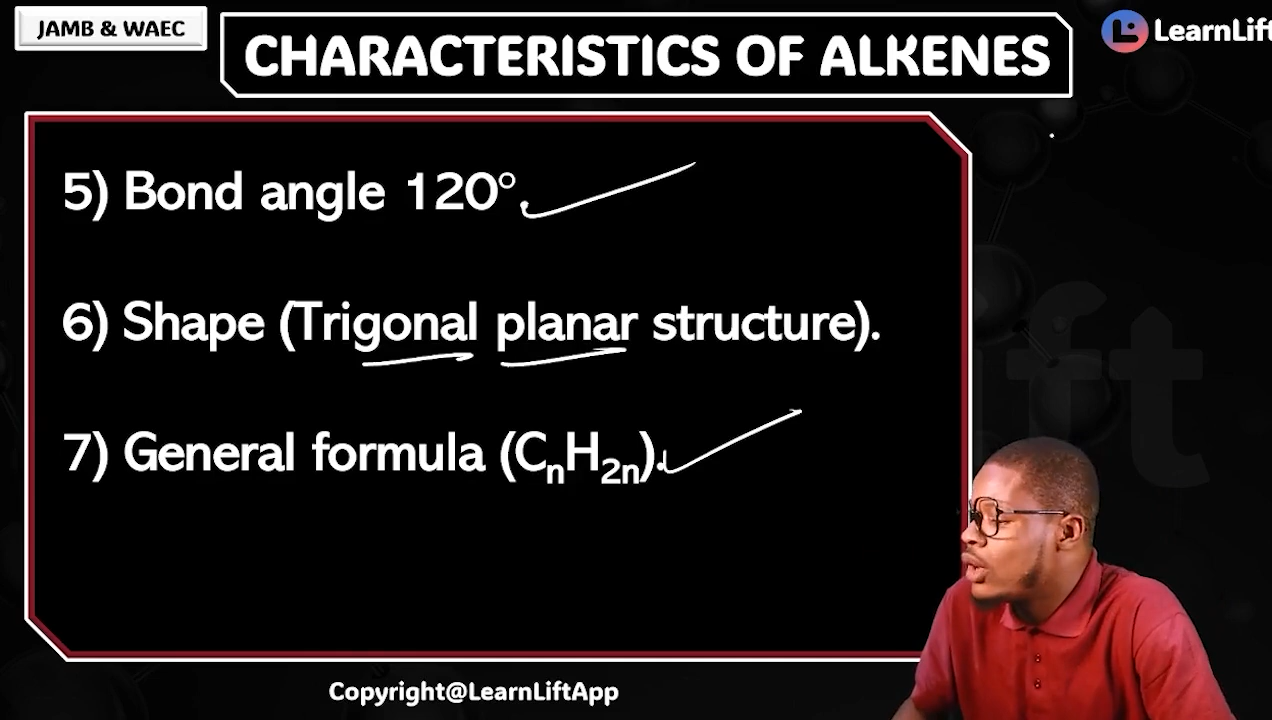 JAMB & WAEC
CHARACTERISTICS OF ALKENES
LearnLift
5) Bond angle 120°.
6) Shape (Trigonal planar structure).
7) General formula (CₙH₂ₙ).
ift
Copyright@LearnLiftApp